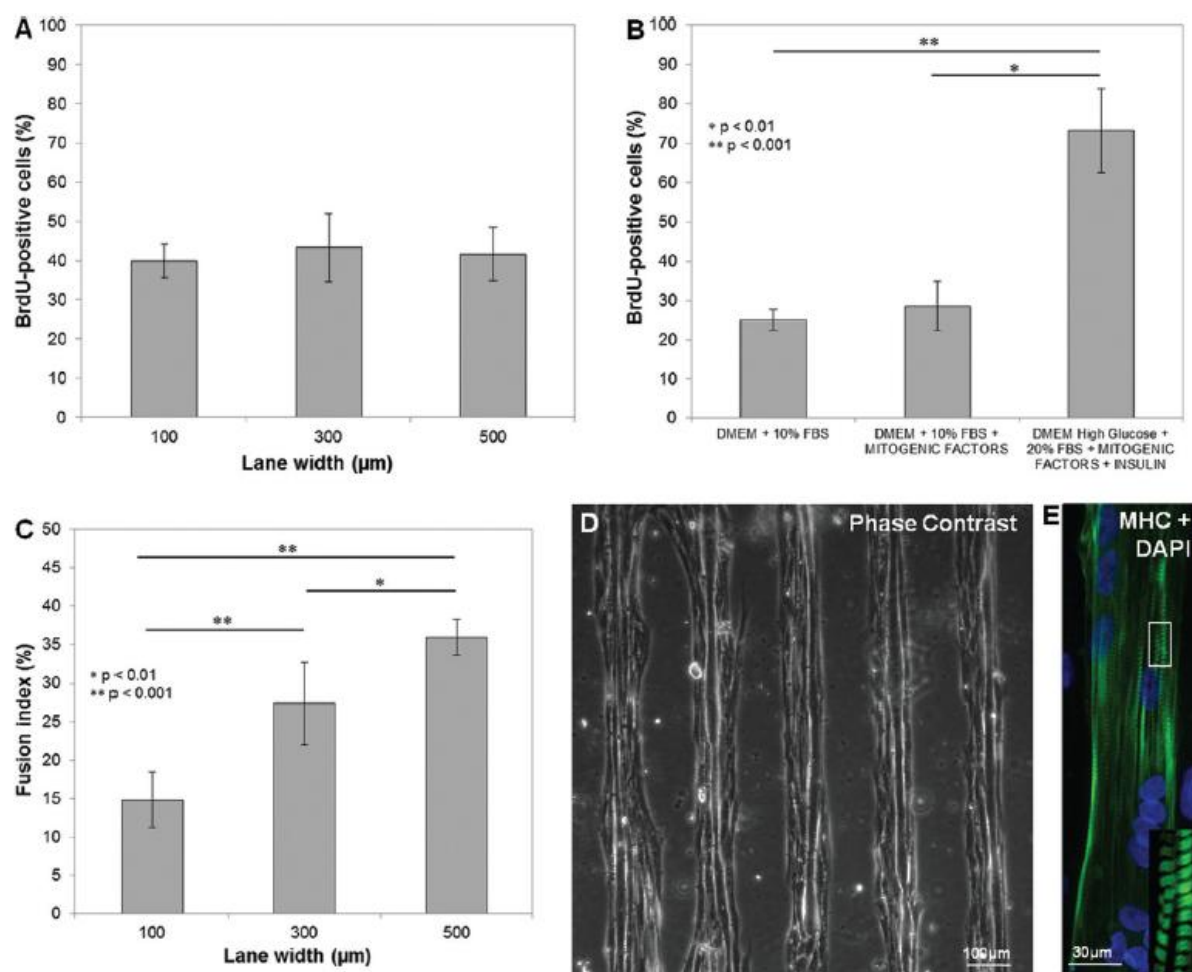 A
100
90
80
70
60
50
40
30
20
10
0
BrdU-positive cells (%)
100 300 500
Lane width (µm)
B
100
90
80
70
60
50
40
30
20
10
0
BrdU-positive cells (%)
**
*
* p < 0.01
** p < 0.001
DMEM + 10% FBS
DMEM + 10% FBS +
MITOGENIC FACTORS
DMEM High Glucose +
20% FBS + MITOGENIC
FACTORS + INSULIN
C
50
45
40
35
30
25
20
15
10
5
0
Fusion index (%)
**
*
**
* p < 0.01
** p < 0.001
100 300 500
Lane width (µm)
D
Phase Contrast
100µm
E
MHC +
DAPI
30µm